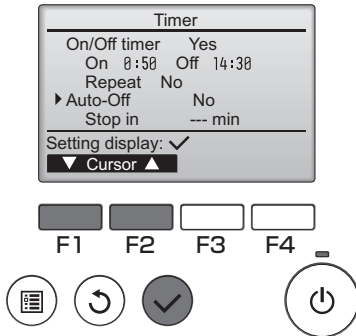 Timer
On/Off timer Yes
On 0:50 Off 14:30
Repeat No
Auto-Off No
Stop in --- min
Setting display:
Cursor
F1 F2 F3 F4